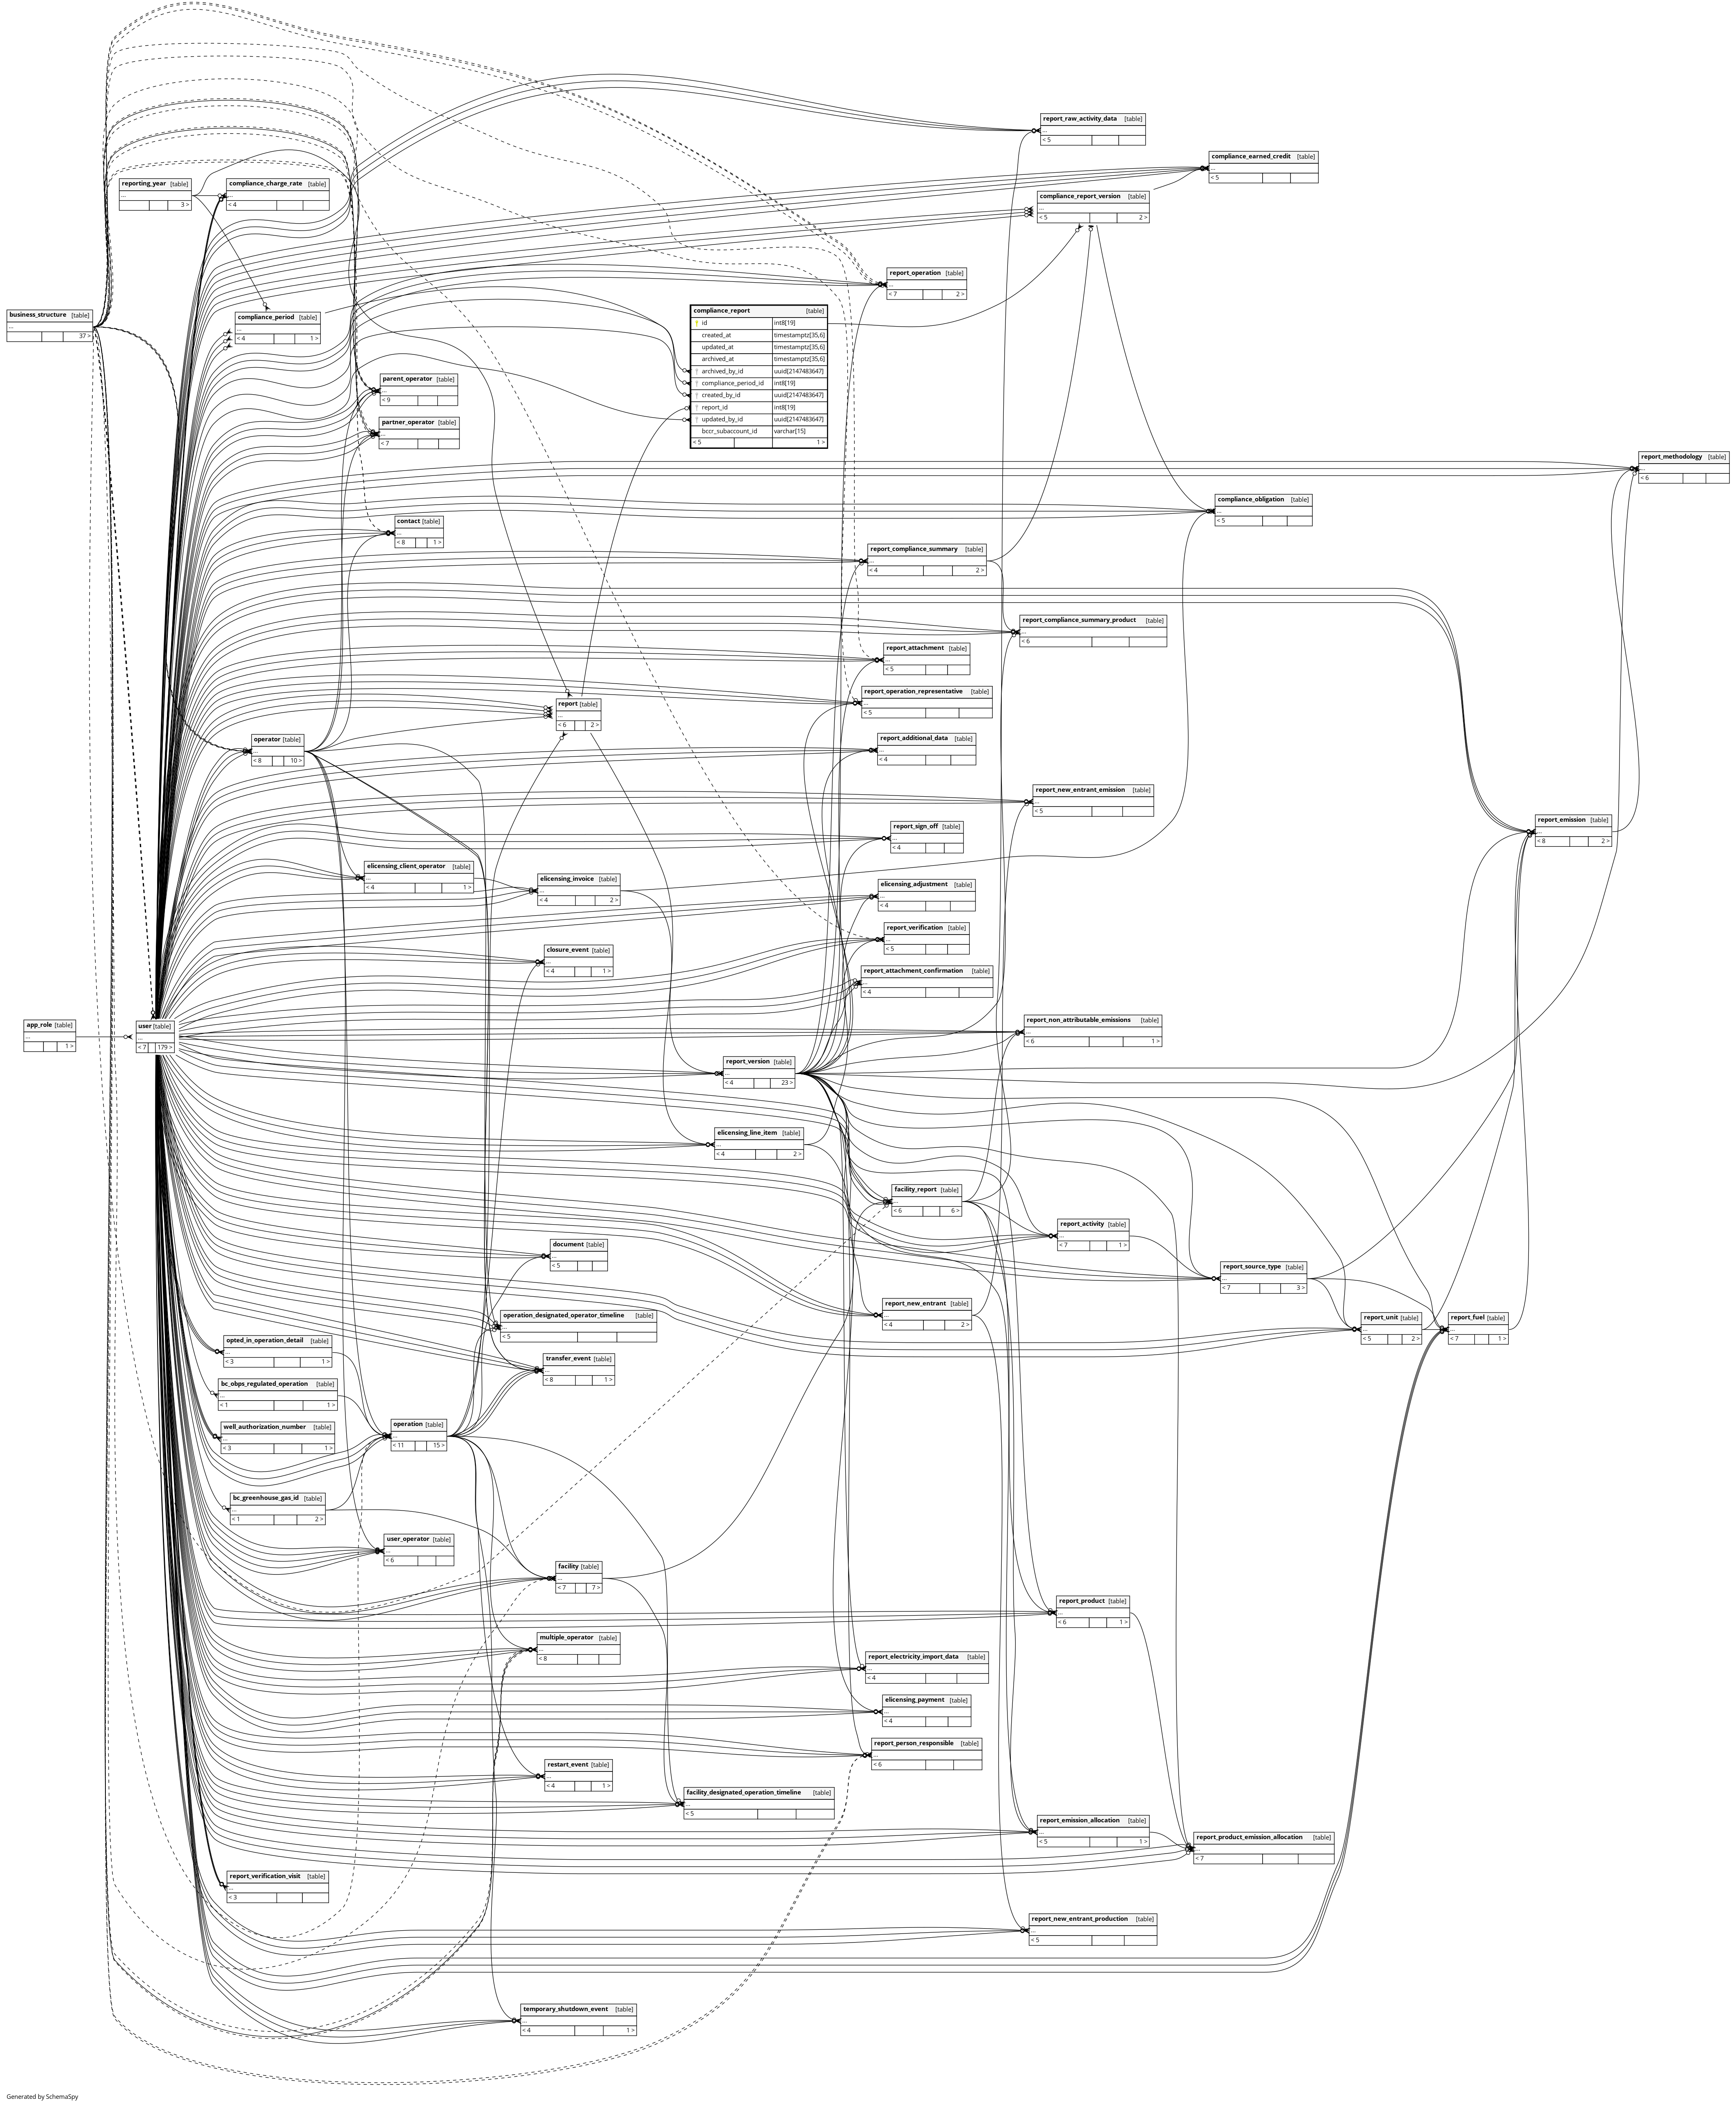 report_raw_activity_data [table]
...
< 5
compliance_earned_credit [table]
...
< 5
reporting_year [table]
...
3 >
compliance_charge_rate [table]
...
< 4
compliance_report_version [table]
...
< 5 2 >
report_operation [table]
...
< 7 2 >
business_structure [table]
...
37 >
compliance_period [table]
...
< 4 1 >
compliance_report [table]
id int8[19]
created_at timestamptz[35,6]
updated_at timestamptz[35,6]
archived_at timestamptz[35,6]
archived_by_id uuid[2147483647]
compliance_period_id int8[19]
created_by_id uuid[2147483647]
report_id int8[19]
updated_by_id uuid[2147483647]
bccr_subaccount_id varchar[15]
< 5 1 >
parent_operator [table]
...
< 9
partner_operator [table]
...
< 7
report_methodology [table]
...
< 6
compliance_obligation [table]
...
< 5
contact [table]
...
< 8 1 >
report_compliance_summary [table]
...
< 4 2 >
report_compliance_summary_product [table]
...
< 6
report_attachment [table]
...
< 5
report_operation_representative [table]
...
< 5
report [table]
...
< 6 2 >
operator [table]
...
< 8 10 >
report_additional_data [table]
...
< 4
report_new_entrant_emission [table]
...
< 5
report_emission [table]
...
< 8 2 >
report_sign_off [table]
...
< 4
elicensing_client_operator [table]
...
< 4 1 >
elicensing_invoice [table]
...
< 4 2 >
elicensing_adjustment [table]
...
< 4
report_verification [table]
...
< 5
closure_event [table]
...
< 4 1 >
report_attachment_confirmation [table]
...
< 4
app_role [table]
...
1 >
user [table]
...
< 7 179 >
report_non_attributable_emissions [table]
...
< 6 1 >
report_version [table]
...
< 4 23 >
elicensing_line_item [table]
...
< 4 2 >
facility_report [table]
...
< 6 6 >
report_activity [table]
...
< 7 1 >
document [table]
...
< 5
report_source_type [table]
...
< 7 3 >
report_new_entrant [table]
...
< 4 2 >
operation_designated_operator_timeline [table]
...
< 5
report_unit [table]
...
< 5 2 >
report_fuel [table]
...
< 7 1 >
opted_in_operation_detail [table]
...
< 3 1 >
transfer_event [table]
...
< 8 1 >
bc_obps_regulated_operation [table]
...
< 1 1 >
well_authorization_number [table]
...
< 3 1 >
operation [table]
...
< 11 15 >
bc_greenhouse_gas_id [table]
...
< 1 2 >
user_operator [table]
...
< 6
facility [table]
...
< 7 7 >
report_product [table]
...
< 6 1 >
multiple_operator [table]
...
< 8
report_electricity_import_data [table]
...
< 4
elicensing_payment [table]
...
< 4
report_person_responsible [table]
...
< 6
restart_event [table]
...
< 4 1 >
facility_designated_operation_timeline [table]
...
< 5
report_emission_allocation [table]
...
< 5 1 >
report_product_emission_allocation [table]
...
< 7
report_verification_visit [table]
...
< 3
report_new_entrant_production [table]
...
< 5
temporary_shutdown_event [table]
...
< 4 1 >
Generated by SchemaSpy